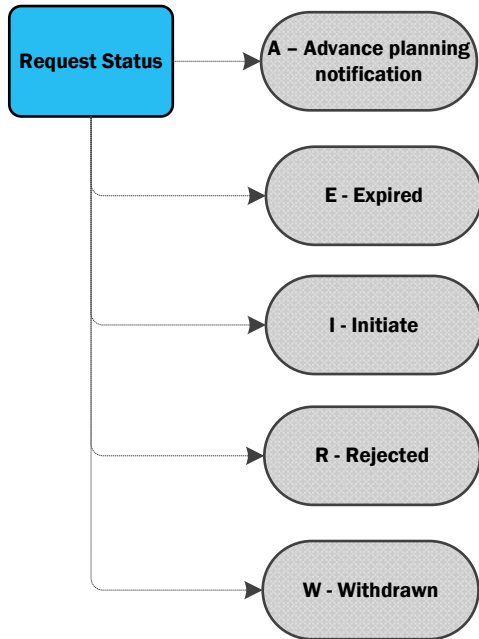 Request Status
A – Advance planning
notification
E - Expired
I - Initiate
R - Rejected
W - Withdrawn